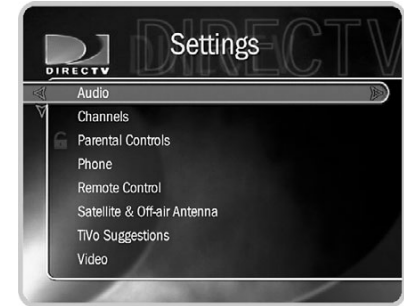 DIRECTV
DIRECTV
Settings
Audio
Channels
Parental Controls
Phone
Remote Control
Satellite & Off-air Antenna
TiVo Suggestions
Video